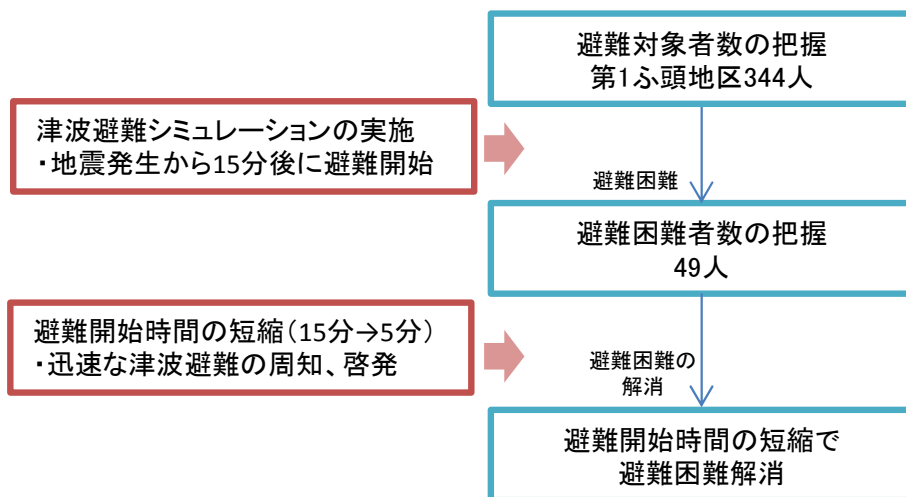 避難対象者数の把握
第1ふ頭地区344人
津波避難シミュレーションの実施
・地震発生から15分後に避難開始
避難困難
避難困難者数の把握
49人
避難開始時間の短縮(15分→5分)
・迅速な津波避難の周知、啓発
避難困難の
解消
避難開始時間の短縮で
避難困難解消